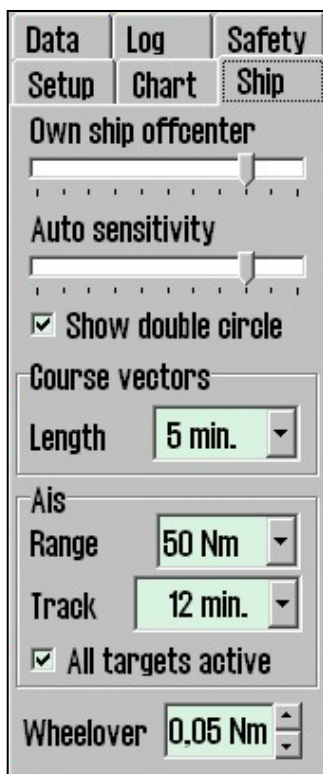 Data Log Safety
Setup Chart Ship
Own ship offcenter
Auto sensitivity
Show double circle
Course vectors
Length 5 min.
Ais
Range 50 Nm
Track 12 min.
All targets active
Wheelover 0,05 Nm